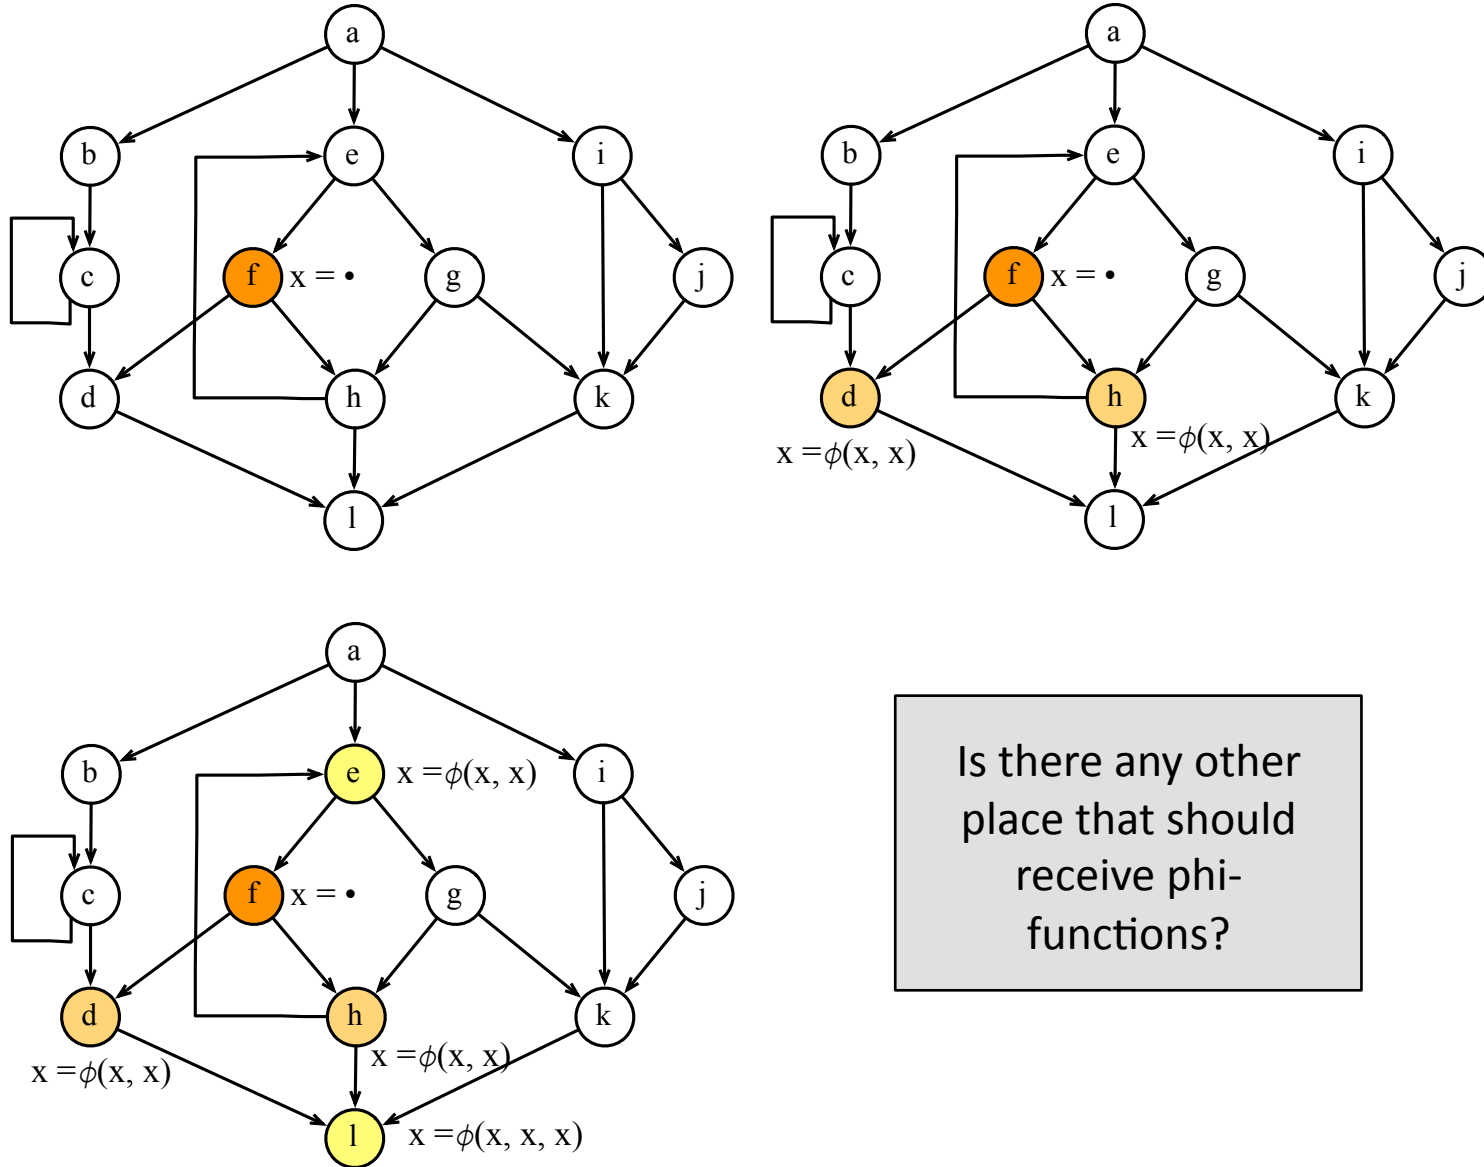 a
b
e
i
c
f
x = •
g
j
d
h
k
l
a
b
e
i
c
f
x = •
g
j
d
h
k
x =ϕ(x, x)
x =ϕ(x, x)
l
a
b
e
x =ϕ(x, x)
i
c
f
x = •
g
j
d
h
k
x =ϕ(x, x)
x =ϕ(x, x)
l
x =ϕ(x, x, x)
Is there any other
place that should
receive phi-
functions?